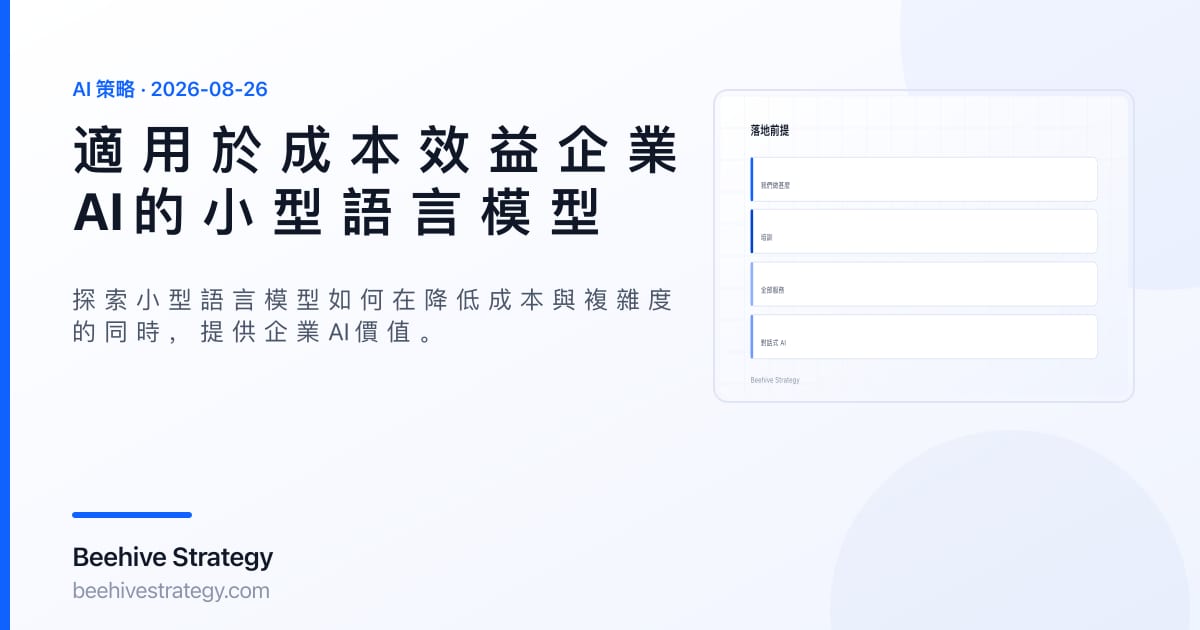 AI 策略 · 2026-08-26
適用於成本效益企業
AI的小型語言模型
探索小型語言模型如何在降低成本與複雜度
的同時，提供企業AI價值。
Beehive Strategy
beehivestrategy.com
落地前提
我們做甚麼
培訓
全部服務
對話式 AI
Beehive Strategy